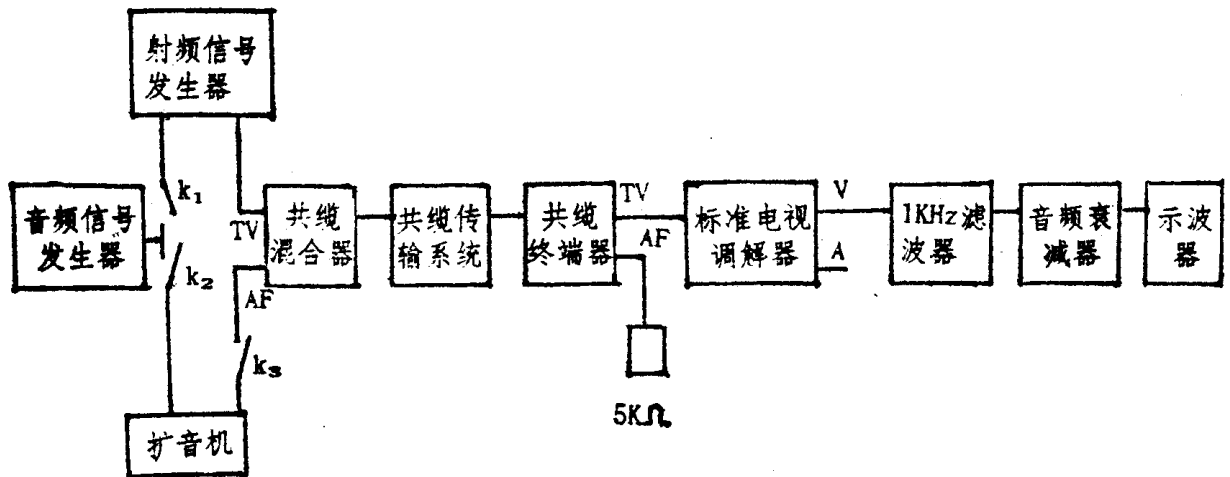 射频信号
发生器
k₁
音频信号
发生器
k₂
TV
AF
k₃
扩音机
共缆
混合器
共缆传
输系统
共缆
终端器
TV
AF
5KΩ
标准电视
调解器
V
A
1KHz滤
波器
音频衰
减器
示波
器